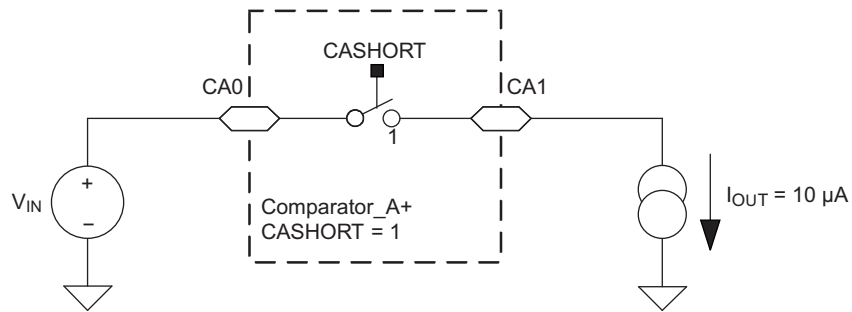 CASHORT
CA0
CA1
1
+
−
V_IN
Comparator_A+
CASHORT = 1
I_OUT = 10 µA